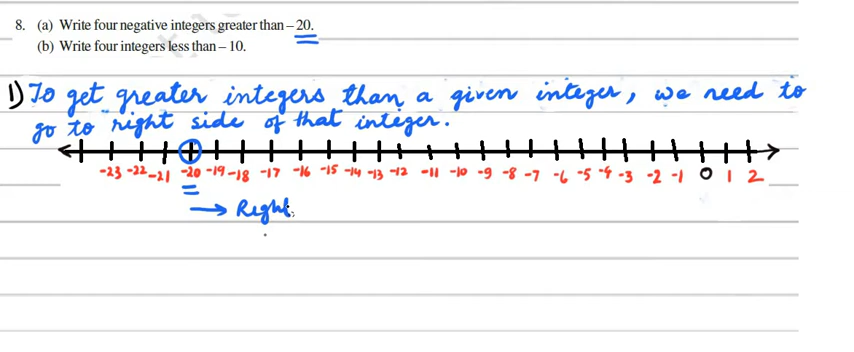 8. (a) Write four negative integers greater than – 20.
(b) Write four integers less than – 10.
1) To get greater integers than a given integer, we need to
go to right side of that integer.
-23 -22 -21 -20 -19 -18 -17 -16 -15 -14 -13 -12 -11 -10 -9 -8 -7 -6 -5 -4 -3 -2 -1 0 1 2
→ Right.